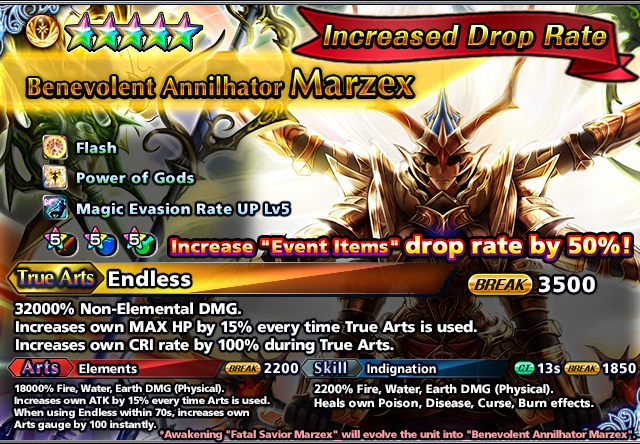 Increased Drop Rate
Benevolent Annilhator Marzex
Flash
Power of Gods
Magic Evasion Rate UP Lv5
5 5 5
Increase "Event Items" drop rate by 50%!
True Arts Endless BREAK 3500
32000% Non-Elemental DMG.
Increases own MAX HP by 15% every time True Arts is used.
Increases own CRI rate by 100% during True Arts.
Arts Elements BREAK 2200
18000% Fire, Water, Earth DMG (Physical).
Increases own ATK by 15% every time Arts is used.
When using Endless within 70s, increases own
Arts gauge by 100 instantly.
Skill Indignation CT 13s BREAK 1850
2200% Fire, Water, Earth DMG (Physical).
Heals own Poison, Disease, Curse, Burn effects.
*Awakening "Fatal Savior Marzex" will evolve the unit into "Benevolent Annilhator Marzex".